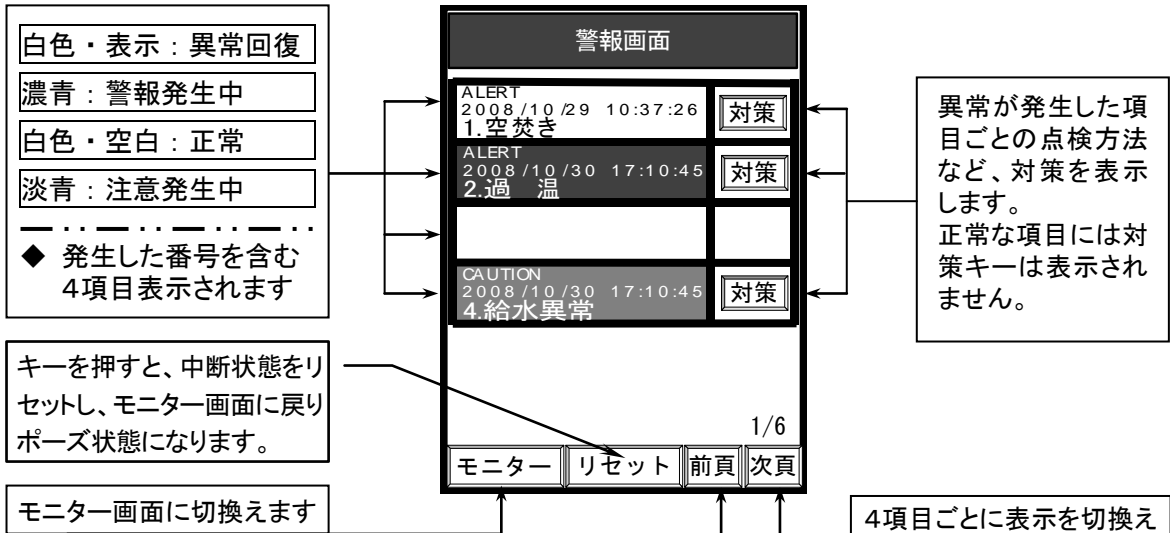 白色・表示：異常回復
濃青：警報発生中
白色・空白：正常
淡青：注意発生中
◆ 発生した番号を含む
4項目表示されます
キーを押すと、中断状態をリ
セットし、モニター画面に戻り
ポーズ状態になります。
モニター画面に切換えます
警報画面
ALERT
2008/10/29 10:37:26
1.空焚き
対策
ALERT
2008/10/30 17:10:45
2.過　温
対策
CAUTION
2008/10/30 17:10:45
4.給水異常
対策
1/6
モニター リセット 前頁 次頁
異常が発生した項
目ごとの点検方法
など、対策を表示
します。
正常な項目には対
策キーは表示され
ません。
4項目ごとに表示を切換え